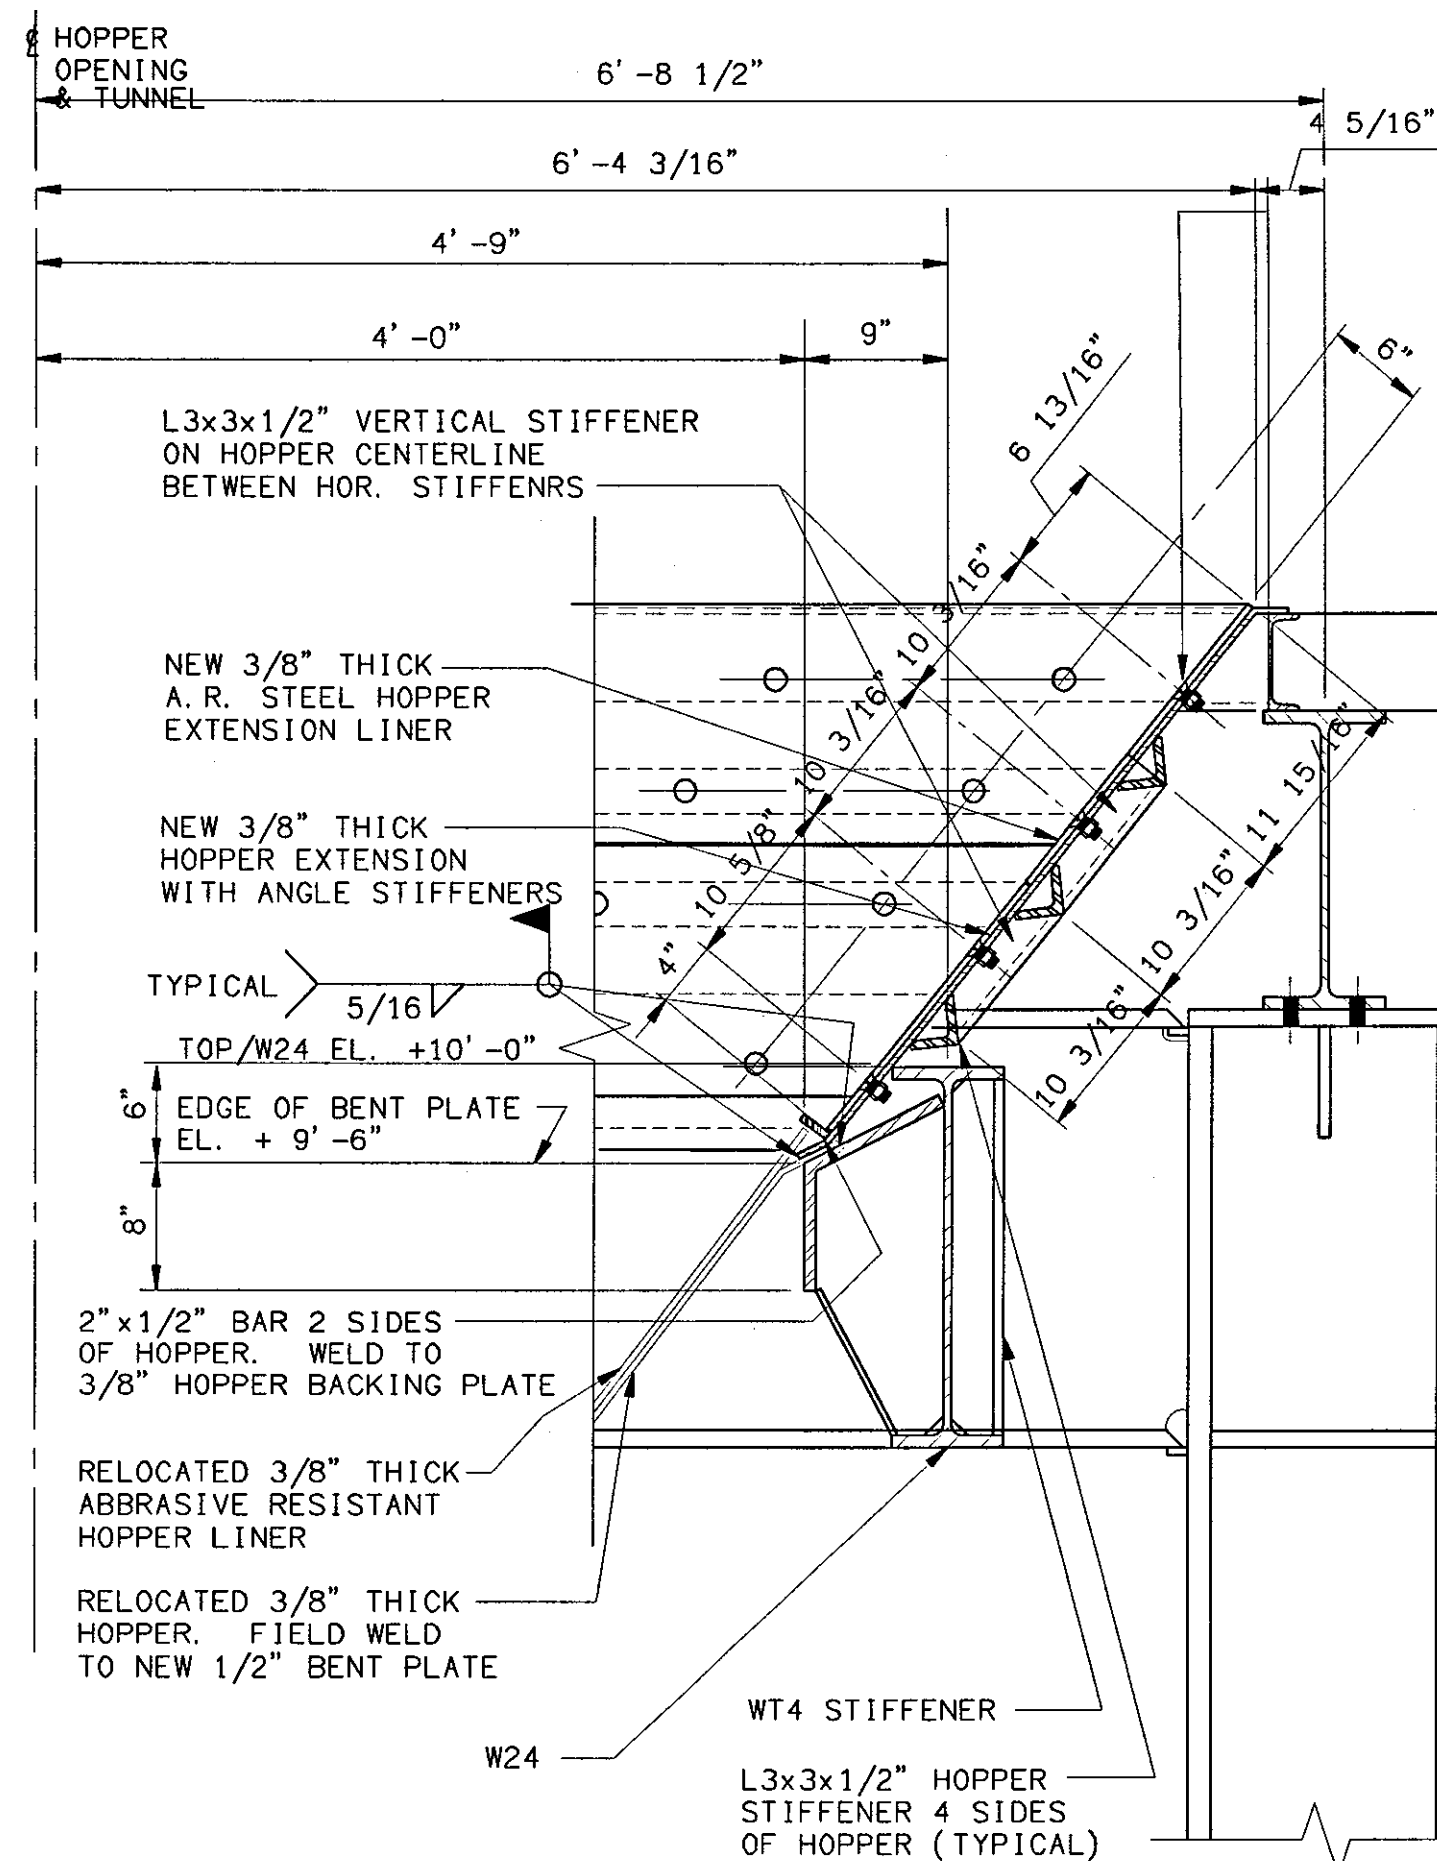 ℄ HOPPER
OPENING
& TUNNEL
6'-8 1/2"
4 5/16"
6'-4 3/16"
4'-9"
4'-0"
9"
6"
6 13/16"
L3x3x1/2" VERTICAL STIFFENER
ON HOPPER CENTERLINE
BETWEEN HOR. STIFFENRS
10 3/16"
NEW 3/8" THICK
A.R. STEEL HOPPER
EXTENSION LINER
10 3/16"
11 15/16"
NEW 3/8" THICK
HOPPER EXTENSION
WITH ANGLE STIFFENERS
10 5/8"
10 3/16"
4"
TYPICAL
5/16
10 3/16"
TOP/W24 EL. +10'-0"
6"
EDGE OF BENT PLATE
EL. + 9'-6"
8"
2"x1/2" BAR 2 SIDES
OF HOPPER. WELD TO
3/8" HOPPER BACKING PLATE
RELOCATED 3/8" THICK
ABBRASIVE RESISTANT
HOPPER LINER
RELOCATED 3/8" THICK
HOPPER. FIELD WELD
TO NEW 1/2" BENT PLATE
WT4 STIFFENER
W24
L3x3x1/2" HOPPER
STIFFENER 4 SIDES
OF HOPPER (TYPICAL)